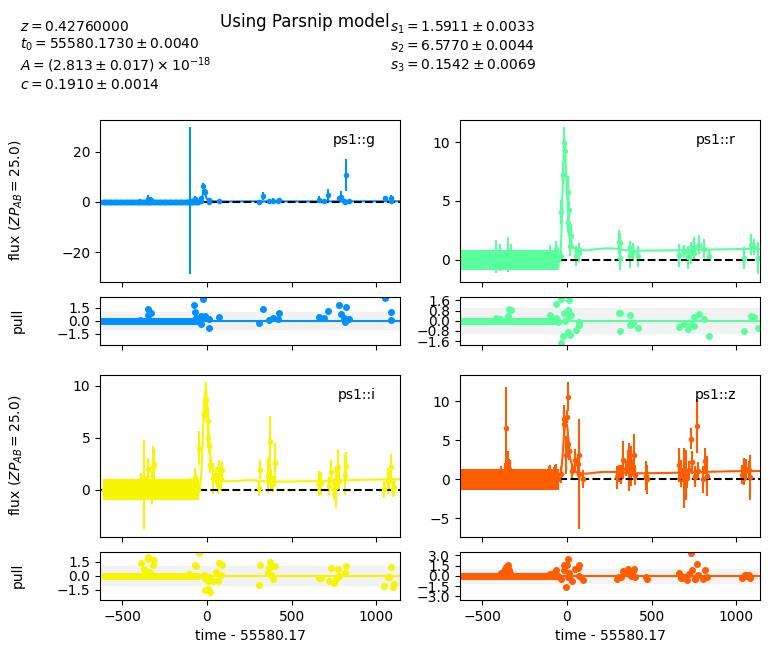 Using Parsnip model
z = 0.42760000
t0 = 55580.1730 ± 0.0040
A = (2.813 ± 0.017) × 10^−18
c = 0.1910 ± 0.0014
s1 = 1.5911 ± 0.0033
s2 = 6.5770 ± 0.0044
s3 = 0.1542 ± 0.0069
ps1::g
flux (ZP_AB = 25.0)
20
0
−20
ps1::r
10
5
0
pull
1.5
0.0
−1.5
1.6
0.8
0.0
−0.8
−1.6
ps1::i
flux (ZP_AB = 25.0)
10
5
0
ps1::z
10
5
0
−5
pull
1.5
0.0
−1.5
3.0
1.5
0.0
−1.5
−3.0
−500 0 500 1000
time - 55580.17
−500 0 500 1000
time - 55580.17